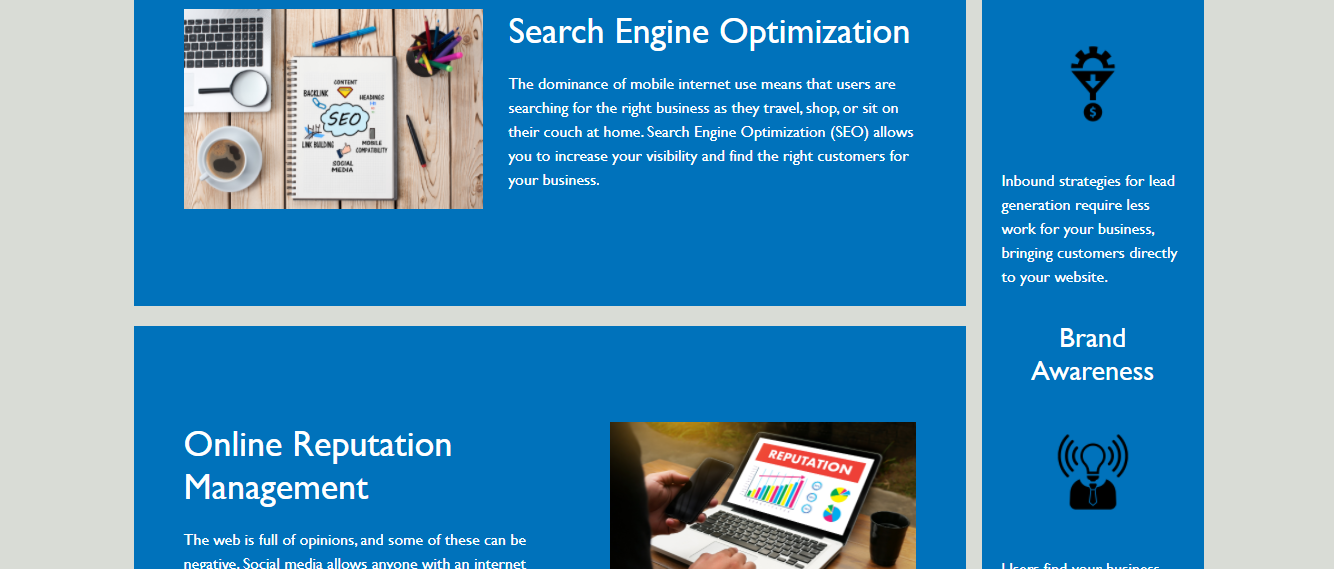 Search Engine Optimization
The dominance of mobile internet use means that users are
searching for the right business as they travel, shop, or sit on
their couch at home. Search Engine Optimization (SEO) allows
you to increase your visibility and find the right customers for
your business.
CONTENT
BACKLINK
HEADINGS
SEO
LINK BUILDING
MOBILE
COMPATIBILITY
SOCIAL
MEDIA
Online Reputation
Management
The web is full of opinions, and some of these can be
negative. Social media allows anyone with an internet
REPUTATION
$
Inbound strategies for lead
generation require less
work for your business,
bringing customers directly
to your website.
Brand
Awareness
Users find your business